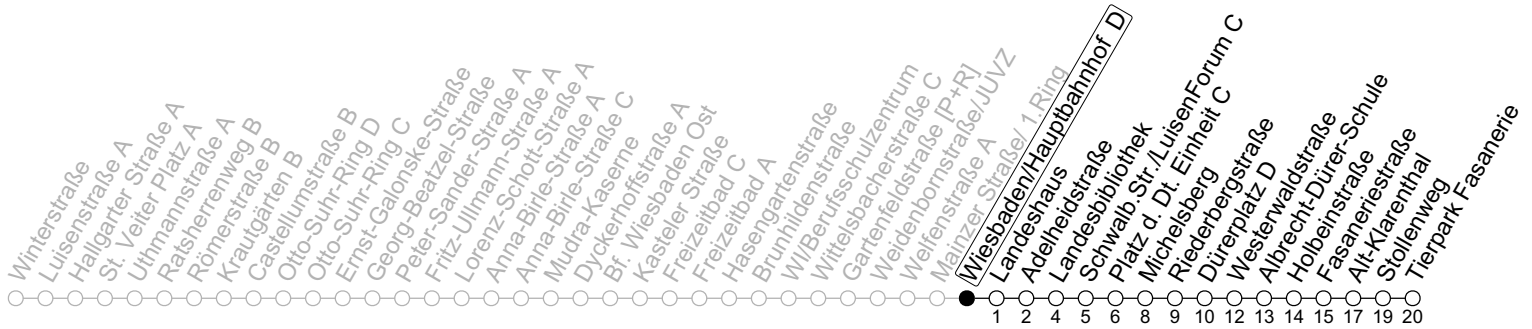 Winterstraße
Luisenstraße A
Hallgarter Straße A
St. Veiter Platz A
Uthmannstraße A
Ratsherrenweg B
Römerstraße B
Krautgärten B
Castellumstraße B
Otto-Suhr-Ring D
Otto-Suhr-Ring C
Ernst-Galonske-Straße
Georg-Beatzel-Straße
Peter-Sander-Straße A
Fritz-Ullmann-Straße A
Lorenz-Schott-Straße A
Anna-Birle-Straße A
Anna-Birle-Straße C
Mudra-Kaserne
Dyckerhoffstraße A
Bf. Wiesbaden Ost
Kasteler Straße
Freizeitbad C
Freizeitbad A
Hasengartenstraße
Brunhildenstraße
WI/Berufsschulzentrum
Wittelsbacherstraße C
Gartenfeldstraße [P+R]
Weidenbornstraße/JUVZ
Welfenstraße A
Mainzer Straße/ 1.Ring
Wiesbaden/Hauptbahnhof D
Landeshaus
Adelheidstraße
Landesbibliothek
Schwalb.Str./LuisenForum C
Platz d. Dt. Einheit C
Michelsberg
Riederbergstraße
Dürerplatz D
Westerwaldstraße
Albrecht-Dürer-Schule
Holbeinstraße
Fasaneriestraße
Alt-Klarenthal
Stollenweg
Tierpark Fasanerie
1 2 4 5 6 8 9 10 12 13 14 15 17 19 20